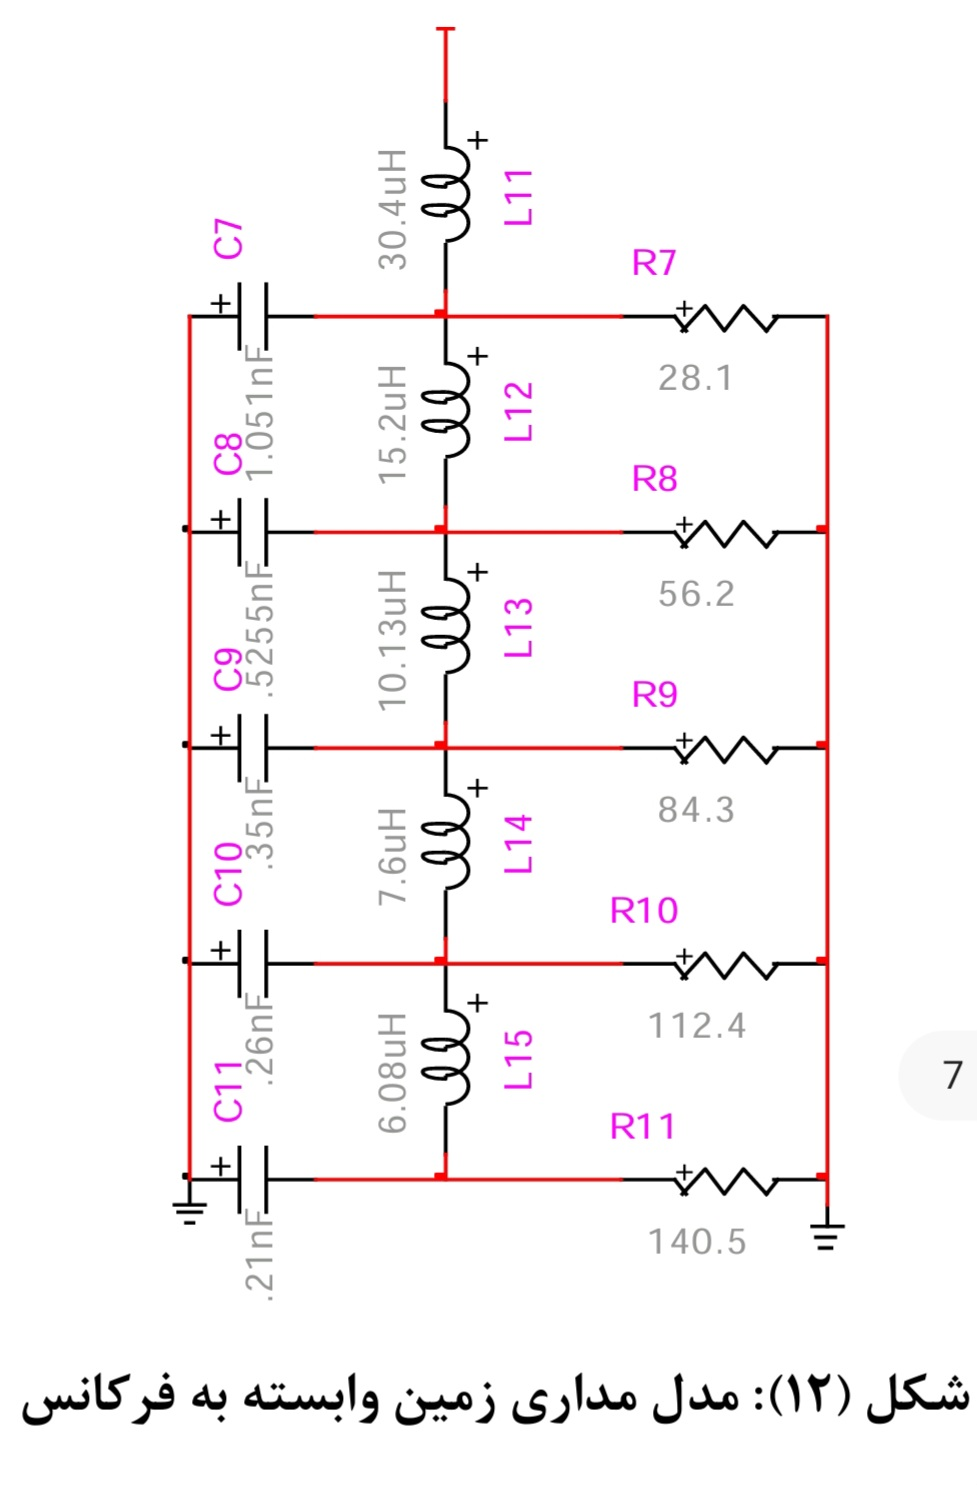 30.4uH
L11
C7
1.051nF
R7
28.1
15.2uH
L12
C8
.5255nF
R8
56.2
10.13uH
L13
C9
.35nF
R9
84.3
7.6uH
L14
C10
.26nF
R10
112.4
7
6.08uH
L15
C11
.21nF
R11
140.5
شکل (۱۲): مدل مداری زمین وابسته به فرکانس